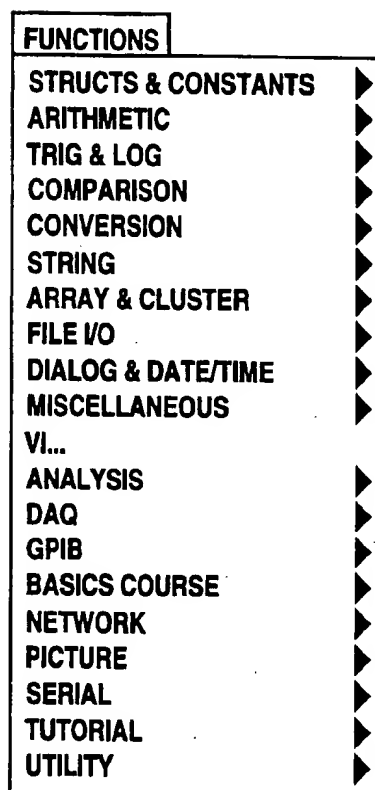 FUNCTIONS
STRUCTS & CONSTANTS
ARITHMETIC
TRIG & LOG
COMPARISON
CONVERSION
STRING
ARRAY & CLUSTER
FILE I/O
DIALOG & DATE/TIME
MISCELLANEOUS
VI...
ANALYSIS
DAQ
GPIB
BASICS COURSE
NETWORK
PICTURE
SERIAL
TUTORIAL
UTILITY